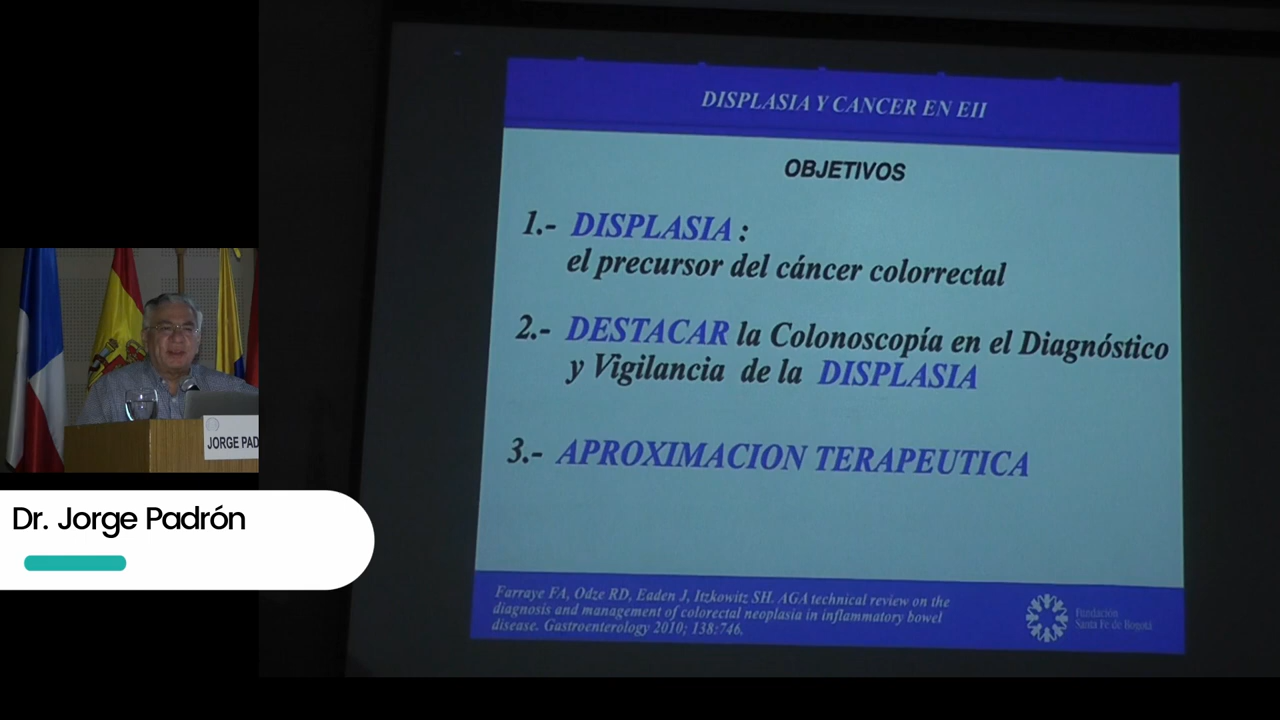 DISPLASIA Y CANCER EN EII
OBJETIVOS
1.- DISPLASIA :
el precursor del cáncer colorrectal
2.- DESTACAR la Colonoscopía en el Diagnóstico
y Vigilancia de la DISPLASIA
3.- APROXIMACION TERAPEUTICA
Farraye FA, Odze RD, Eaden J, Itzkowitz SH. AGA technical review on the
diagnosis and management of colorectal neoplasia in inflammatory bowel
disease. Gastroenterology 2010; 138:746.
Fundación
Santa Fe de Bogotá
JORGE PAD
Dr. Jorge Padrón